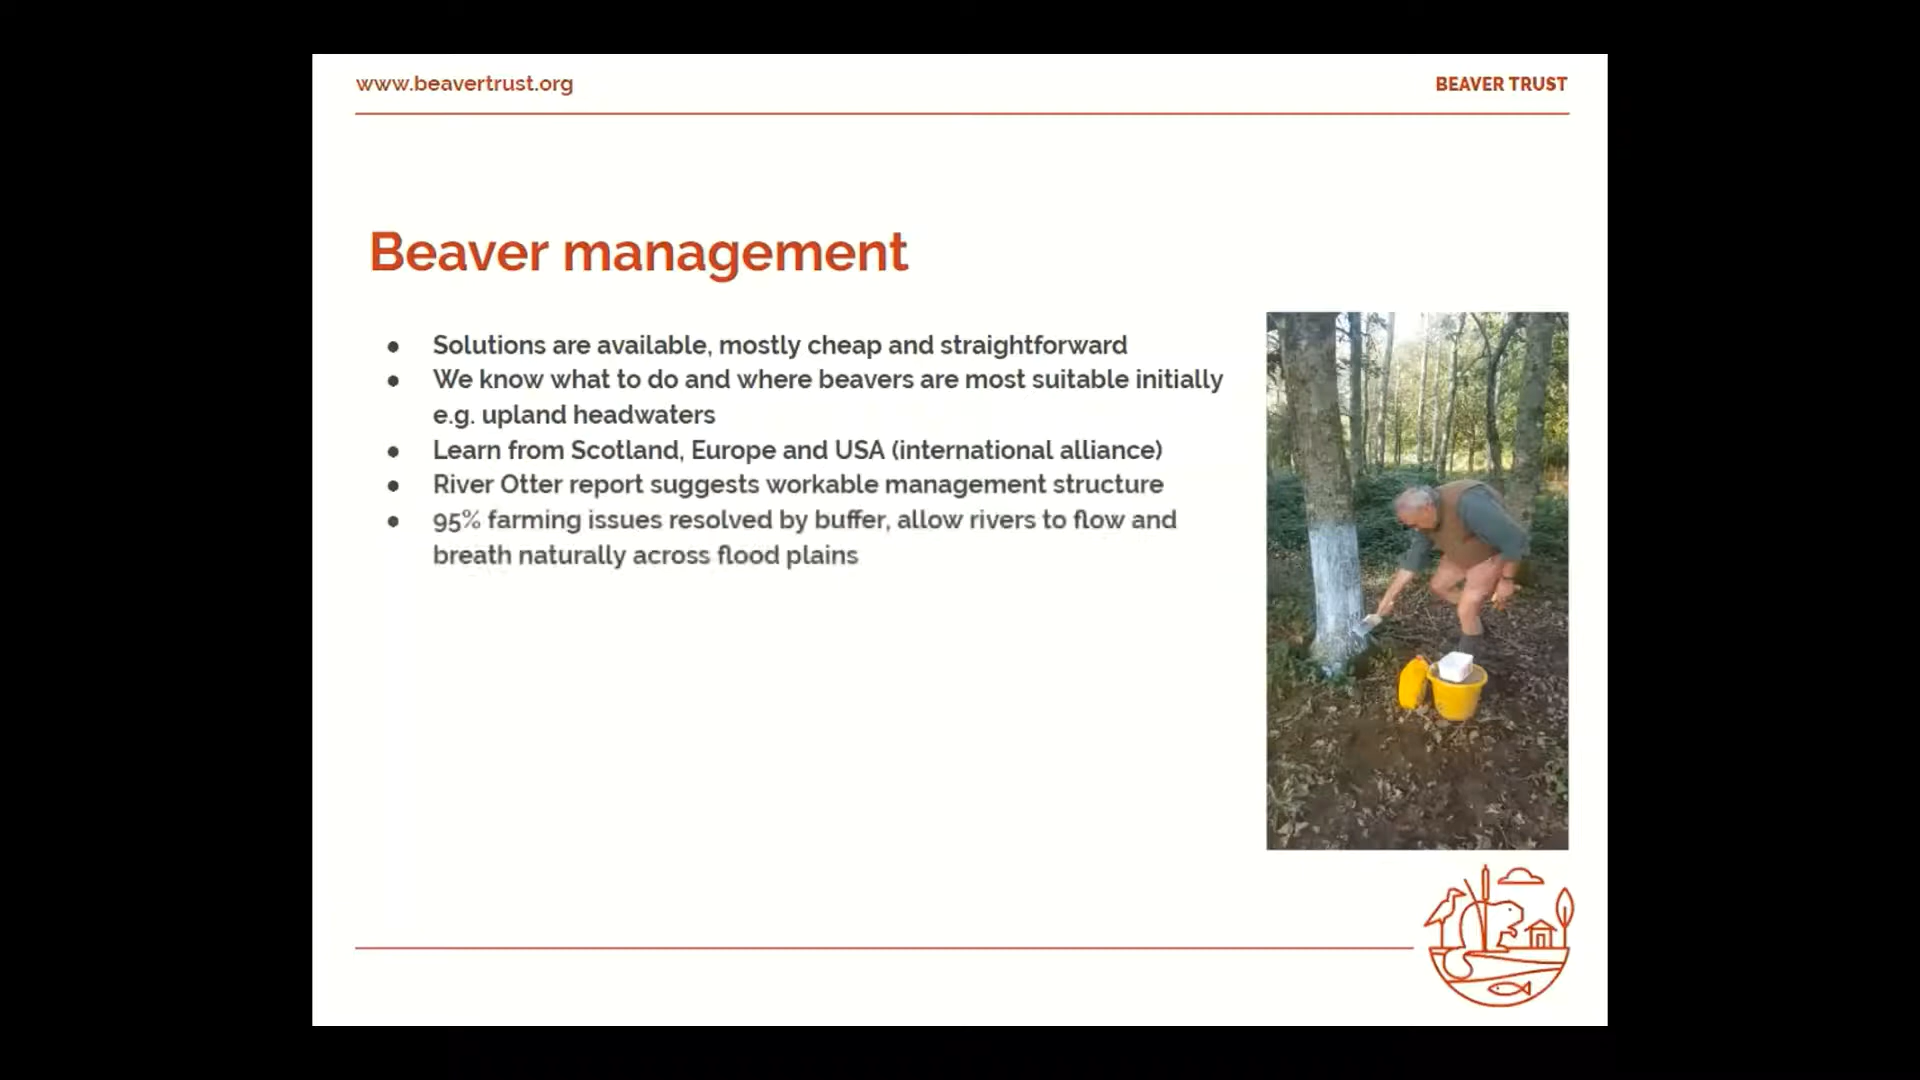 www.beavertrust.org
BEAVER TRUST
Beaver management
● Solutions are available, mostly cheap and straightforward
● We know what to do and where beavers are most suitable initially
e.g. upland headwaters
● Learn from Scotland, Europe and USA (international alliance)
● River Otter report suggests workable management structure
● 95% farming issues resolved by buffer, allow rivers to flow and
breath naturally across flood plains